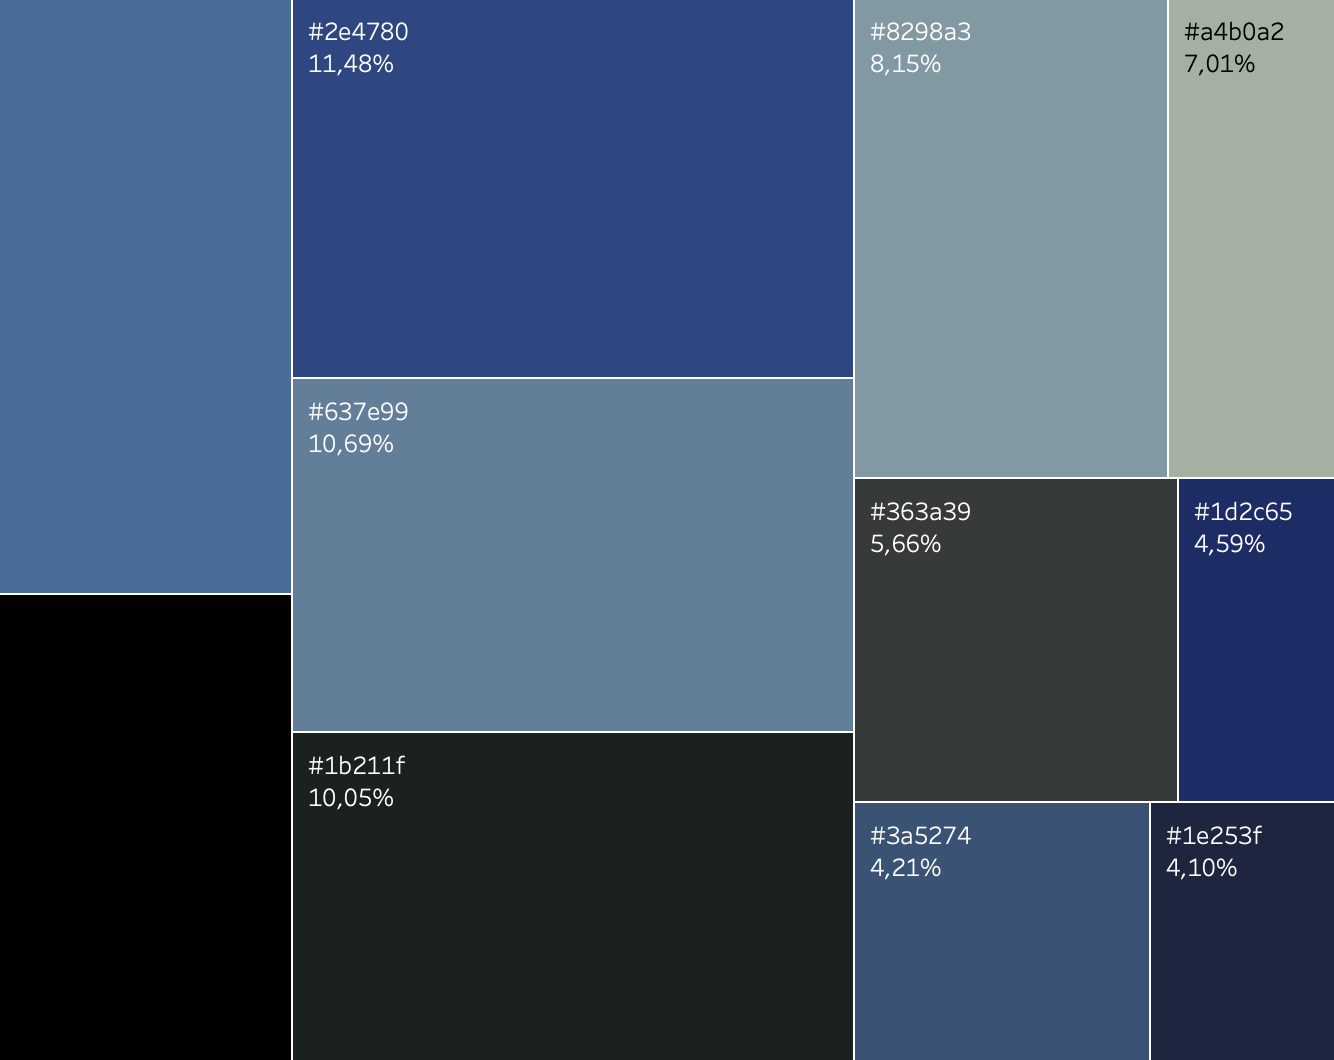 #2e4780
11,48%
#8298a3
8,15%
#a4b0a2
7,01%
#637e99
10,69%
#363a39
5,66%
#1d2c65
4,59%
#1b211f
10,05%
#3a5274
4,21%
#1e253f
4,10%